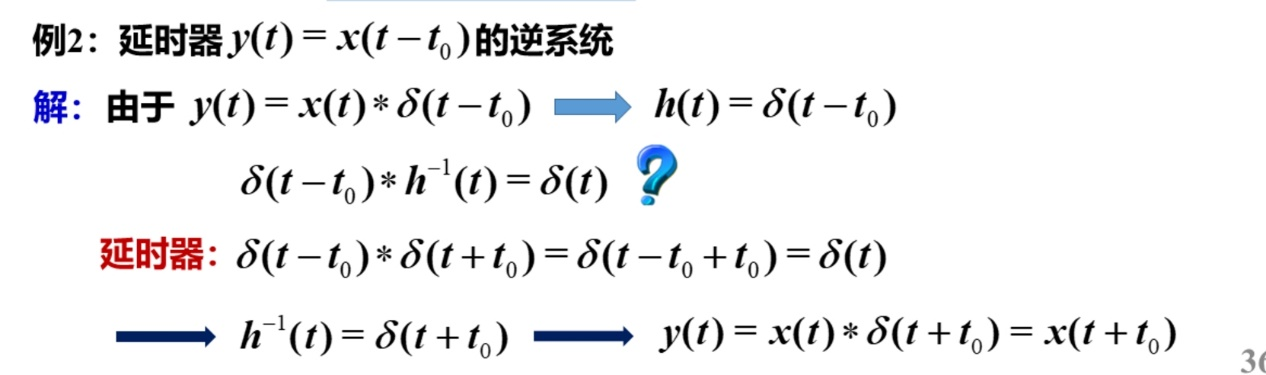 例2：延时器y(t) = x(t − t₀)的逆系统
解：由于 y(t) = x(t) * δ(t − t₀) h(t) = δ(t − t₀)
δ(t − t₀) * h⁻¹(t) = δ(t) ?
延时器：δ(t − t₀) * δ(t + t₀) = δ(t − t₀ + t₀) = δ(t)
h⁻¹(t) = δ(t + t₀) y(t) = x(t) * δ(t + t₀) = x(t + t₀)